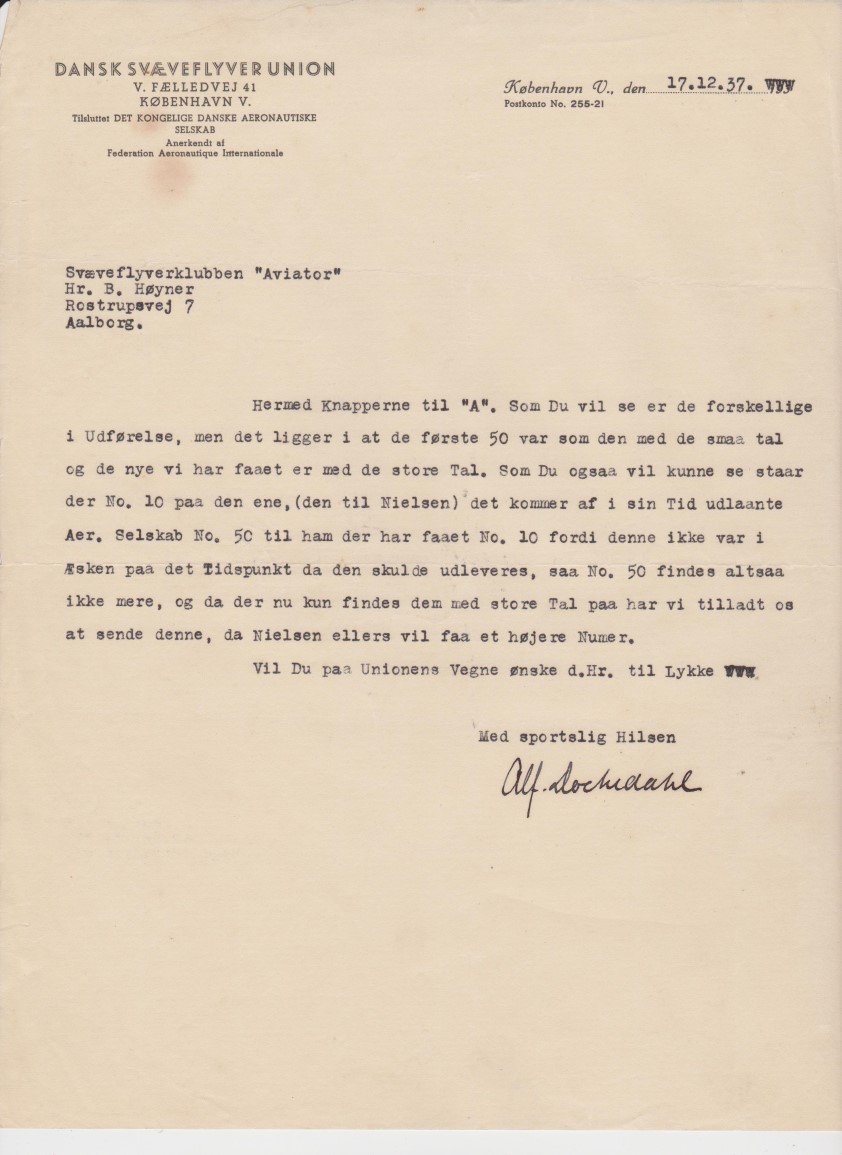 DANSK SVÆVEFLYVER UNION
V. FÆLLEDVEJ 41
KØBENHAVN V.
Tilsluttet DET KONGELIGE DANSKE AERONAUTISKE
SELSKAB
Anerkendt af
Federation Aeronautique Internationale
København V., den 17.12.37.
Postkonto No. 255-21
Svæveflyverklubben "Aviator"
Hr. B. Høyner
Rostrupsvej 7
Aalborg.
Hermed Knapperne til "A". Som Du vil se er de forskellige
i Udførelse, men det ligger i at de første 50 var som den med de smaa tal
og de nye vi har faaet er med de store Tal. Som Du ogsaa vil kunne se staar
der No. 10 paa den ene,(den til Nielsen) det kommer af i sin Tid udlaante
Aer. Selskab No. 50 til ham der har faaet No. 10 fordi denne ikke var i
Æsken paa det Tidspunkt da den skulde udleveres, saa No. 50 findes altsaa
ikke mere, og da der nu kun findes dem med store Tal paa har vi tilladt os
at sende denne, da Nielsen ellers vil faa et højere Numer.
Vil Du paa Unionens Vegne ønske d.Hr. til Lykke
Med sportslig Hilsen
Alf.